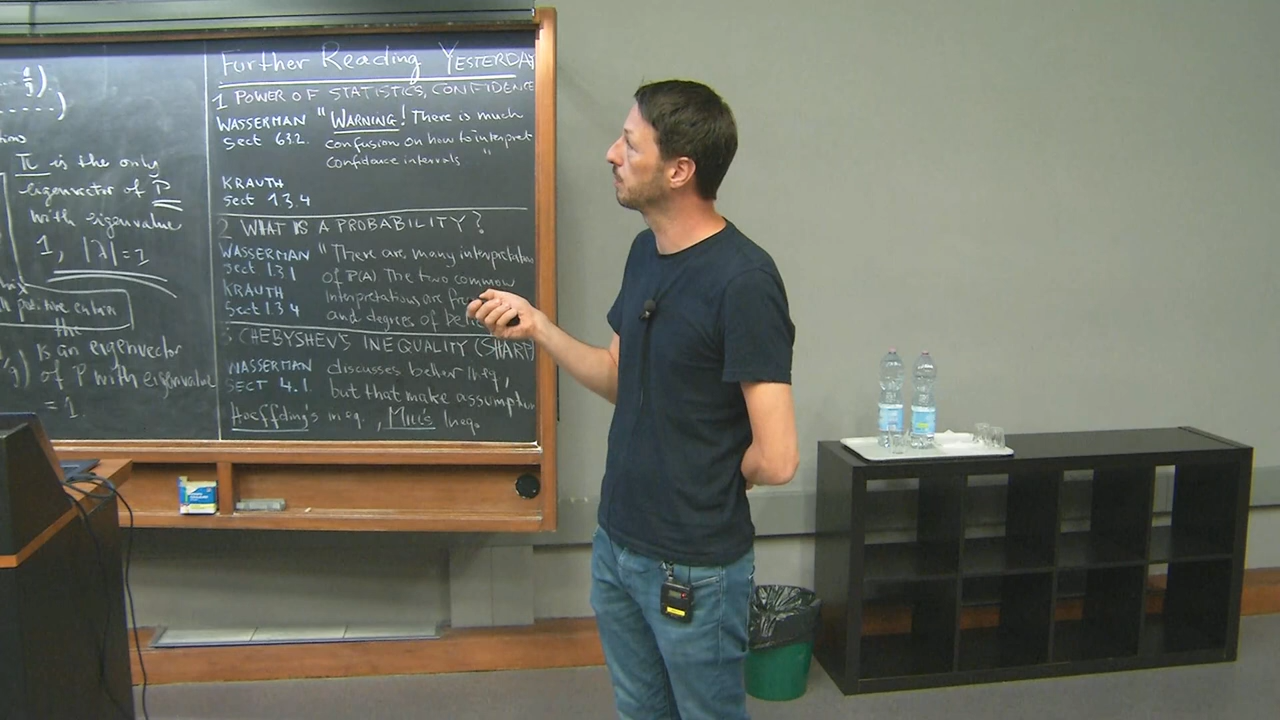 π is the only
eigenvector of P
with eigenvalue
1, |λ|=1
positive
the
is an eigenvector
of P with eigenvalue
= 1.
Further Reading YESTERDAY
1 POWER OF STATISTICS, CONFIDENCE
WASSERMAN "WARNING! There is much
Sect 6.3.2. confusion on how to interpret
confidence intervals "
KRAUTH
Sect 1.3.4
2 WHAT IS A PROBABILITY?
WASSERMAN "There are many interpretation
Sect 1.3.1 of P(A). The two common
KRAUTH interpretations are
Sect 1.3.4 and degrees of
3 CHEBYSHEV'S INEQUALITY (SHARP)
WASSERMAN discusses better Ineq,
SECT 4.1 but that make assumption
Hoeffding's ineq., MILL'S Ineq.